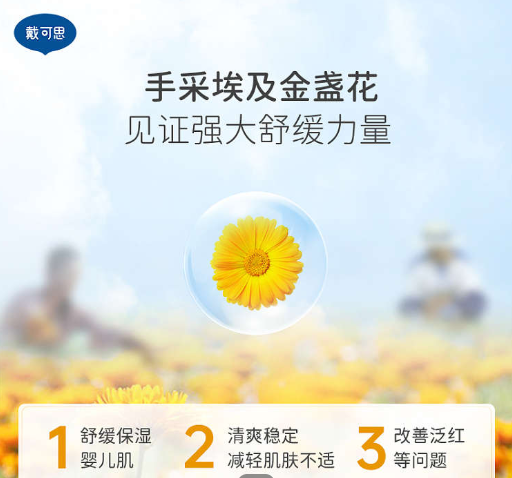 戴可思
手采埃及金盏花
见证强大舒缓力量
1 舒缓保湿
婴儿肌
2 清爽稳定
减轻肌肤不适
3 改善泛红
等问题